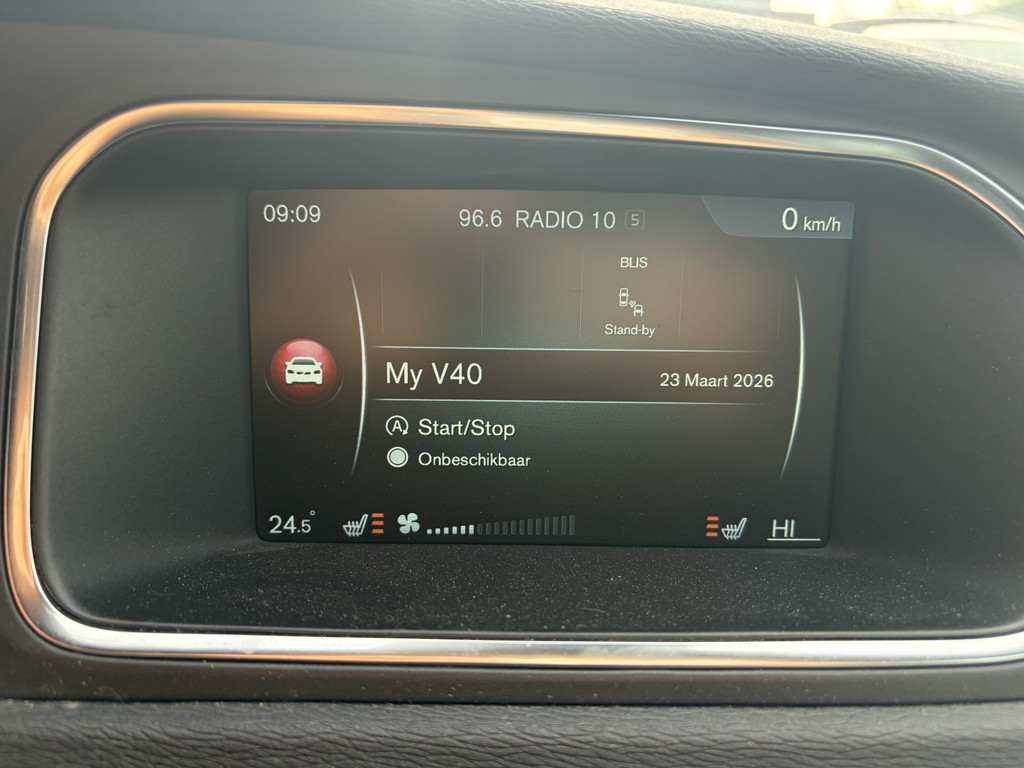 09:09 96.6 RADIO 10 5 0 km/h
BLIS
Stand-by
My V40 23 Maart 2026
A Start/Stop
Onbeschikbaar
24.5° HI